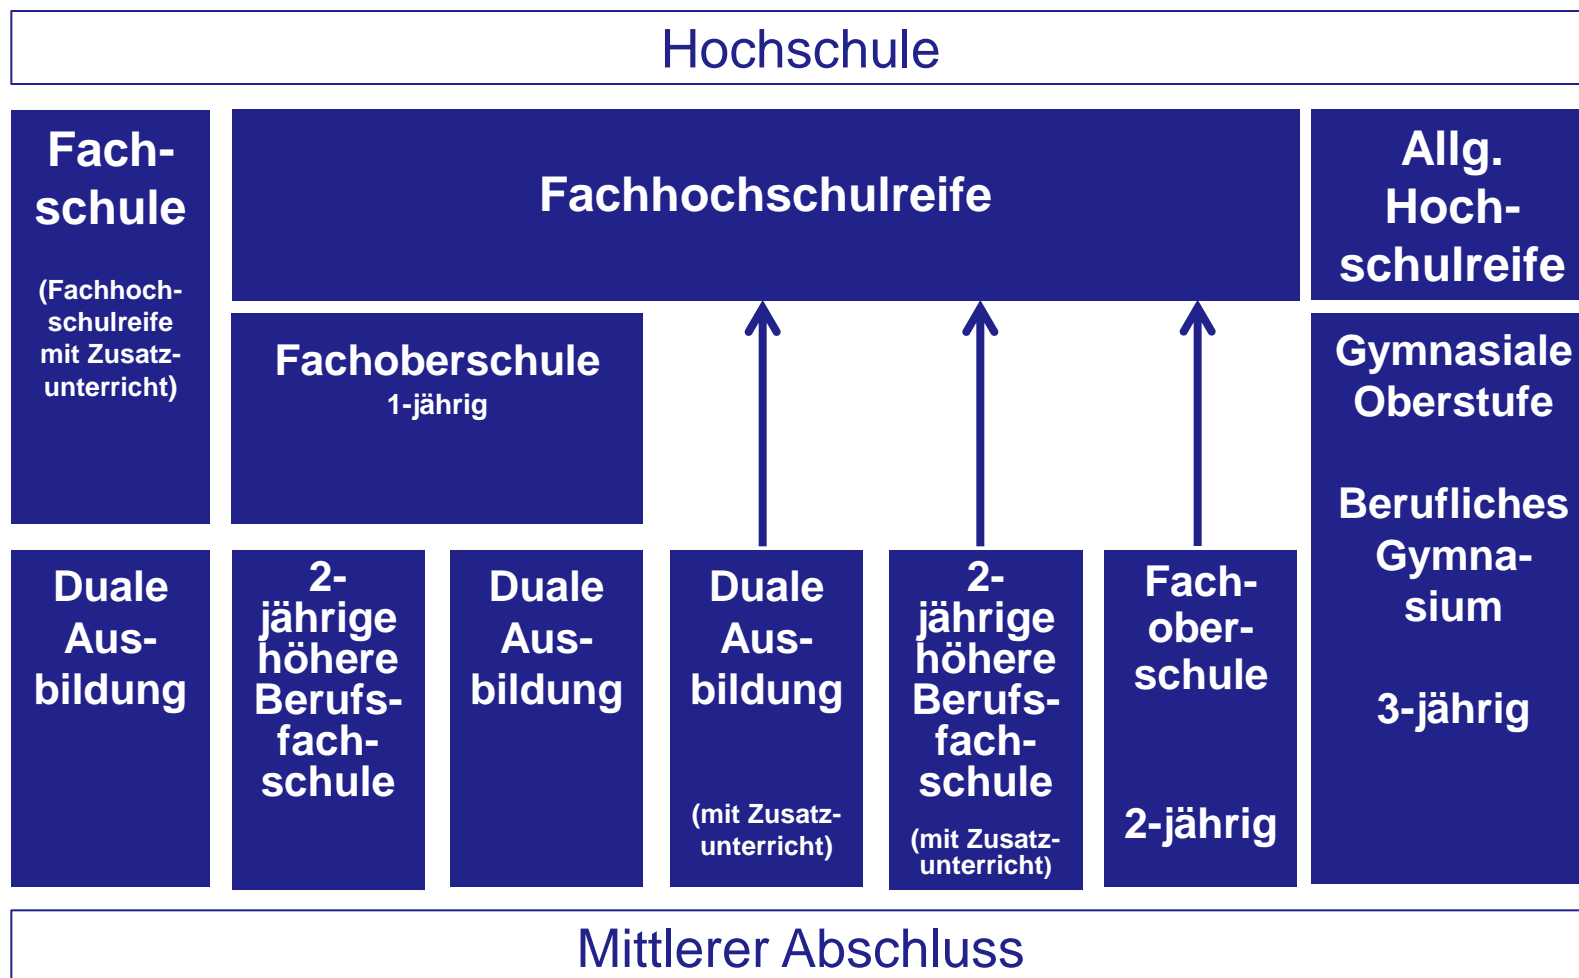 Hochschule
Fach-
schule
(Fachhoch-
schulreife
mit Zusatz-
unterricht)
Fachhochschulreife
Allg.
Hoch-
schulreife
Fachoberschule
1-jährig
Gymnasiale
Oberstufe
Berufliches
Gymna-
sium
3-jährig
Duale
Aus-
bildung
2-
jährige
höhere
Berufs-
fach-
schule
Duale
Aus-
bildung
Duale
Aus-
bildung
(mit Zusatz-
unterricht)
2-
jährige
höhere
Berufs-
fach-
schule
(mit Zusatz-
unterricht)
Fach-
ober-
schule
2-jährig
Mittlerer Abschluss